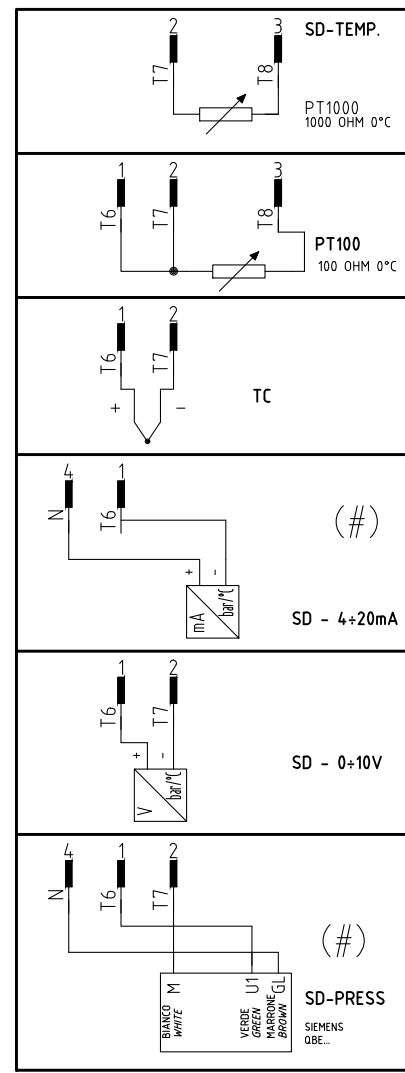 2 3 SD-TEMP.
T7 T8
PT1000
1000 OHM 0°C
1 2 3
T6 T7 T8
PT100
100 OHM 0°C
1 2
T6 T7
+ -
TC
4 1
N T6
(#)
+ -
mA bar/°C
SD - 4÷20mA
1 2
T6 T7
+ -
V bar/°C
SD - 0÷10V
4 1 2
N T6 T7
(#)
M U1 GL
BIANCO
WHITE
VERDE
GREEN
MARRONE
BROWN
SD-PRESS
SIEMENS
QBE...